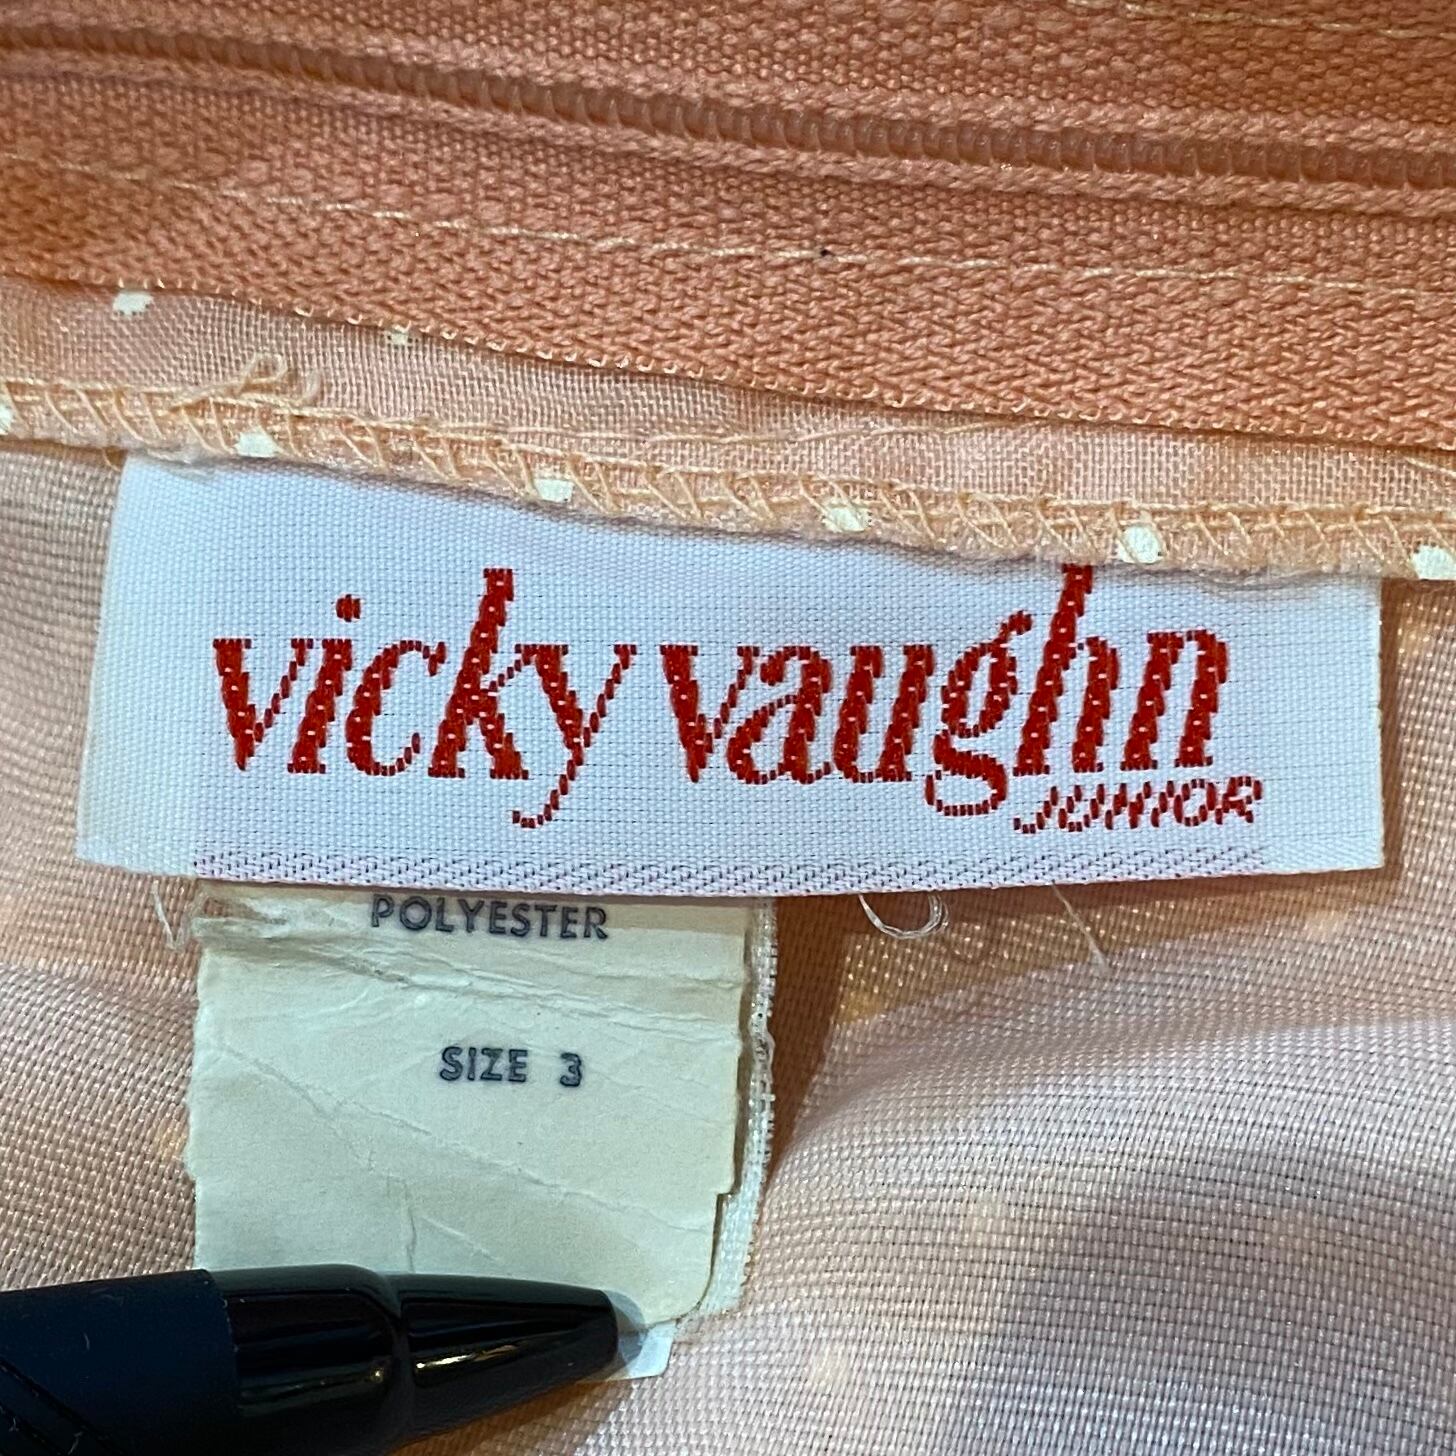 vicky vaughn
JUNIOR
POLYESTER
SIZE 3